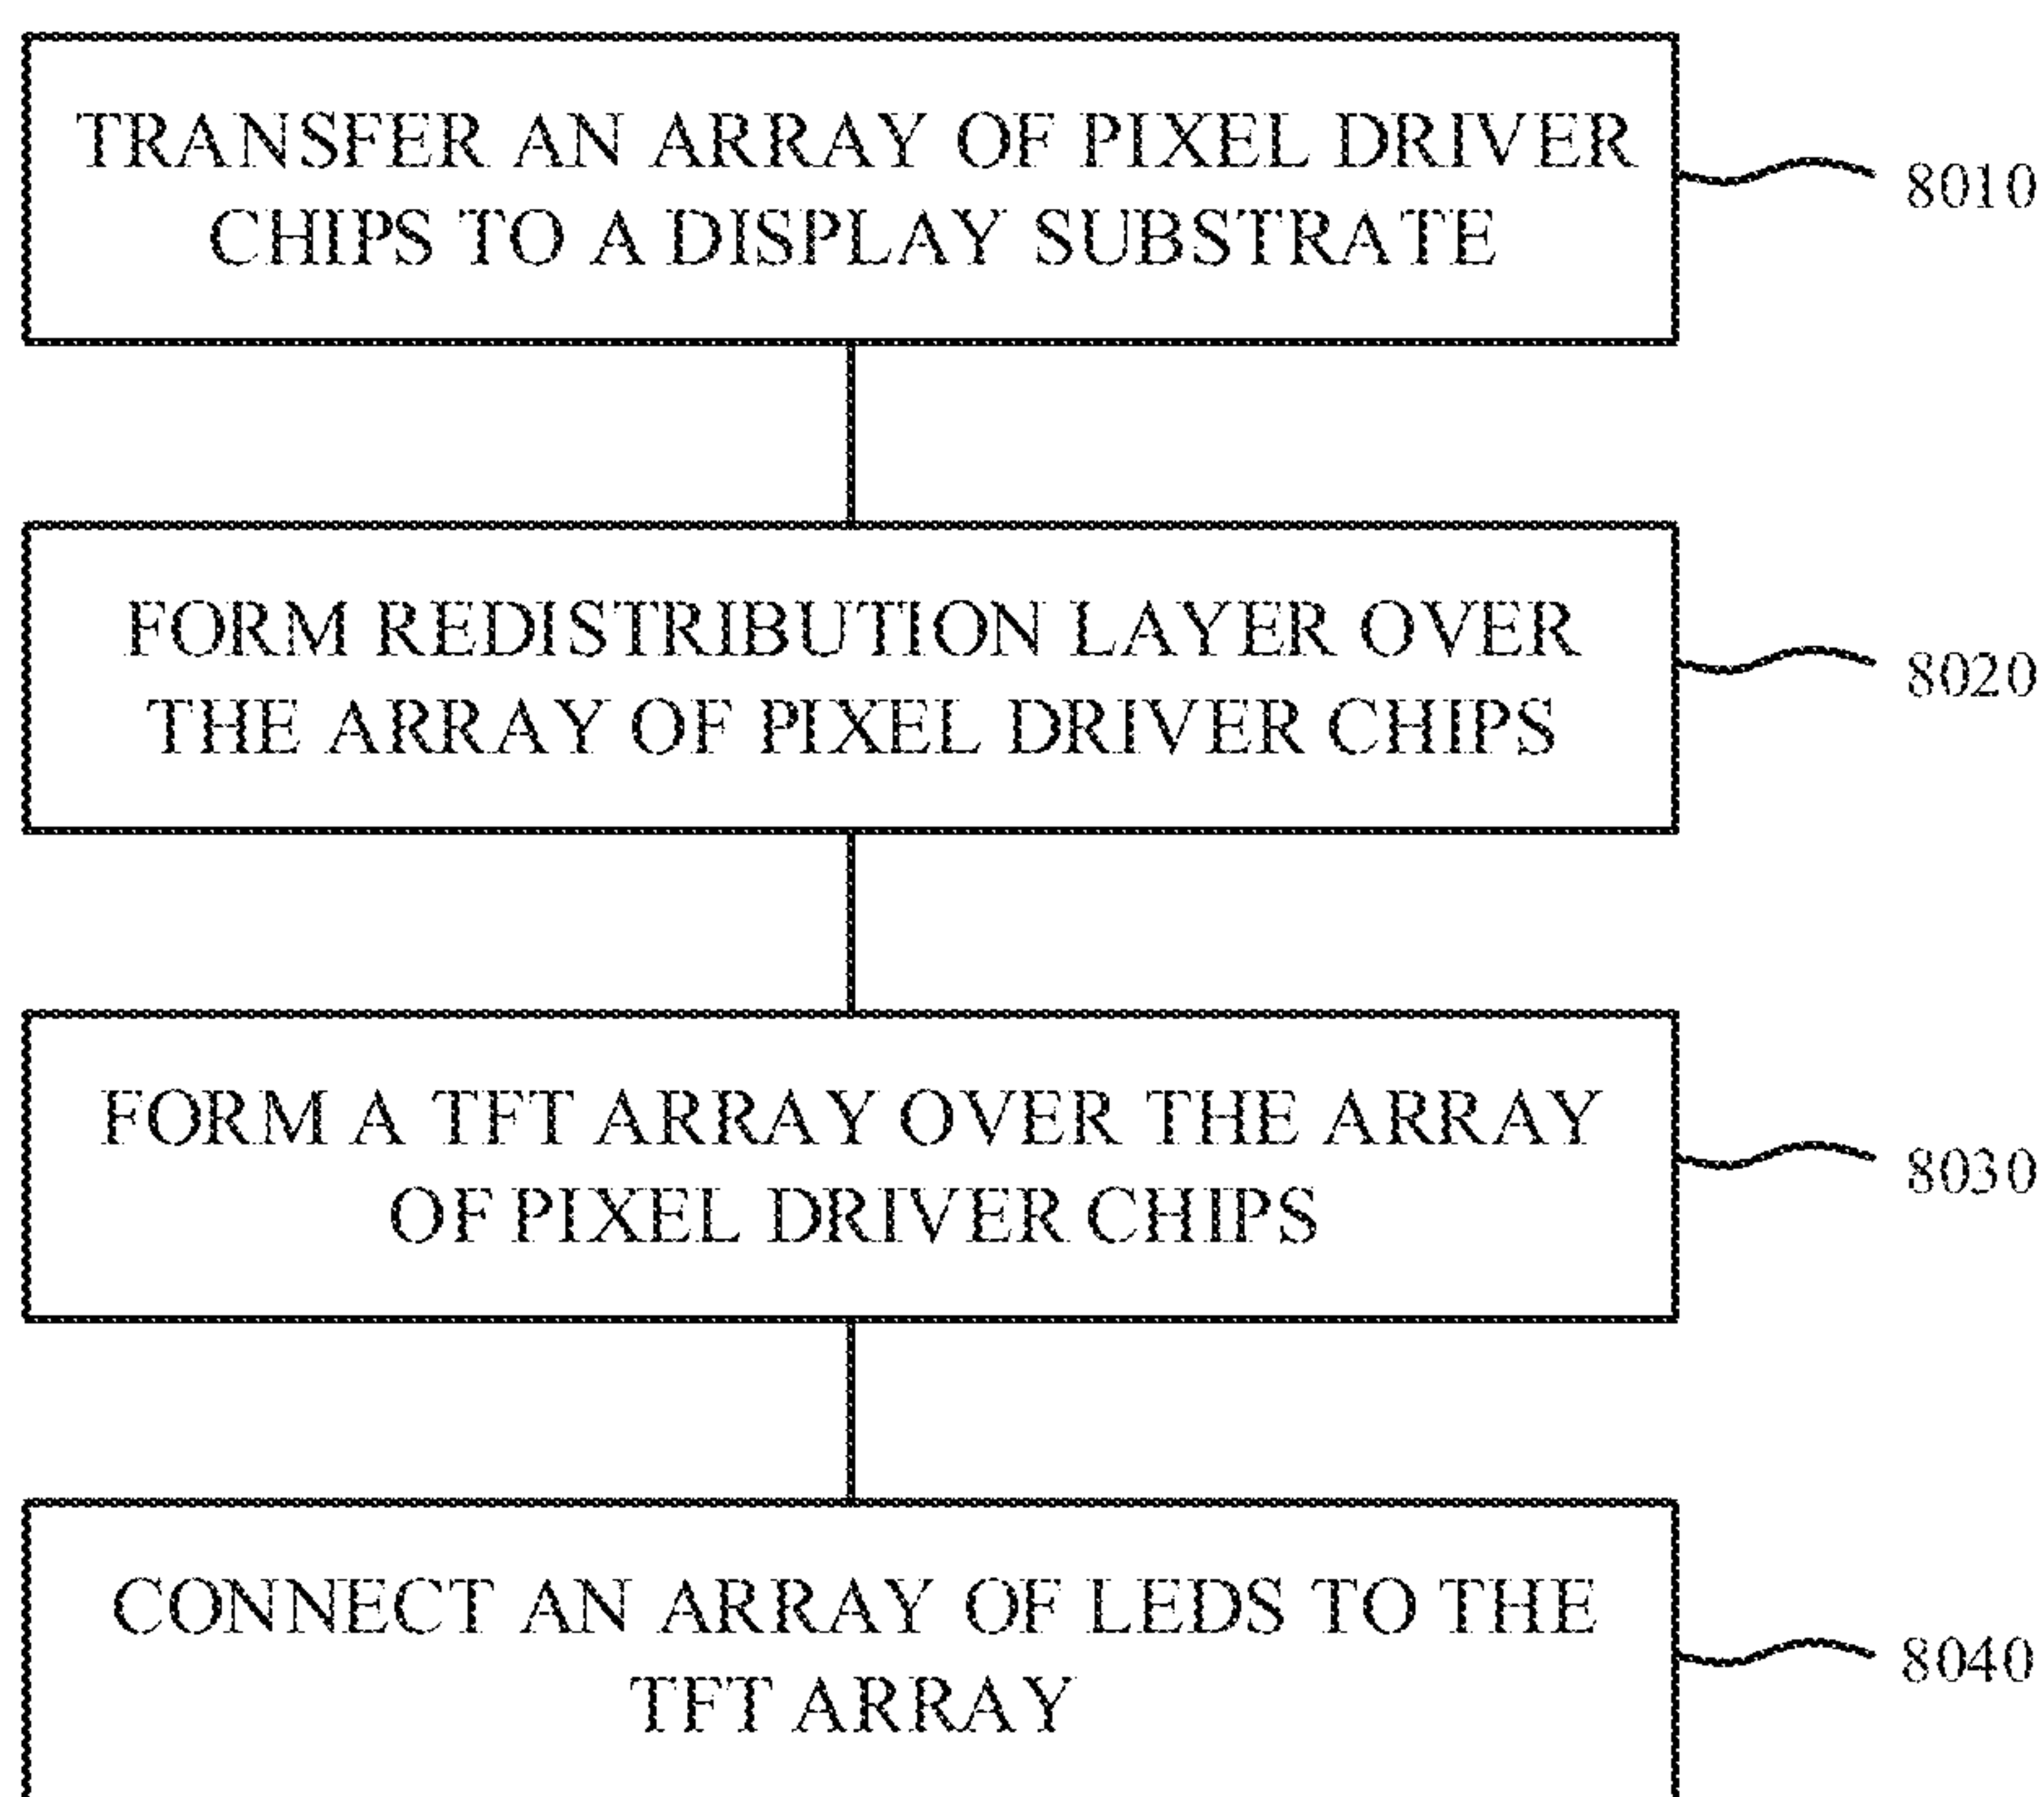 TRANSFER AN ARRAY OF PIXEL DRIVER
CHIPS TO A DISPLAY SUBSTRATE
8010
FORM REDISTRIBUTION LAYER OVER
THE ARRAY OF PIXEL DRIVER CHIPS
8020
FORM A TFT ARRAY OVER THE ARRAY
OF PIXEL DRIVER CHIPS
8030
CONNECT AN ARRAY OF LEDS TO THE
TFT ARRAY
8040